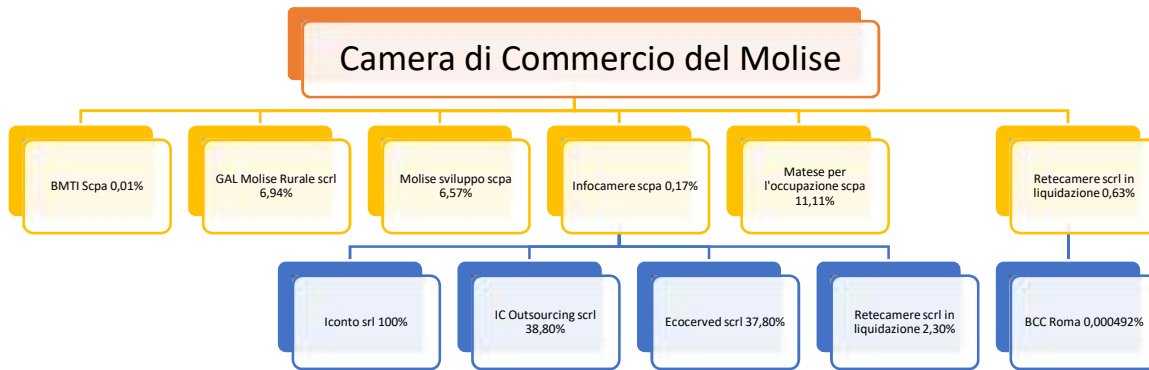 Camera di Commercio del Molise
BMTI Scpa 0,01%
GAL Molise Rurale scrl
6,94%
Molise sviluppo scpa
6,57%
Infocamere scpa 0,17%
Matese per
l'occupazione scpa
11,11%
Retecamere scrl in
liquidazione 0,63%
Iconto srl 100%
IC Outsourcing scrl
38,80%
Ecocerved scrl 37,80%
Retecamere scrl in
liquidazione 2,30%
BCC Roma 0,000492%